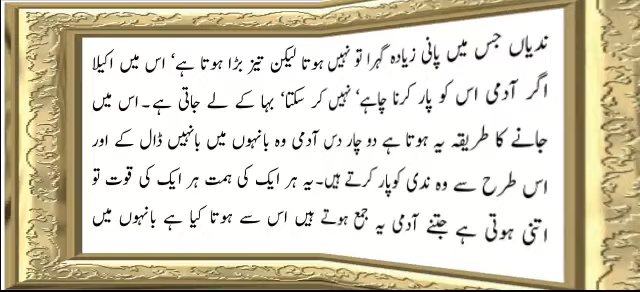 ندیاں جس میں پانی زیادہ گہرا تو نہیں ہوتا لیکن تیز بڑا ہوتا ہے‘ اس میں اکیلا
اگر آدمی اس کو پار کرنا چاہے‘ نہیں کر سکتا‘ بہا کے لے جاتی ہے۔ اس میں
جانے کا طریقہ یہ ہوتا ہے دو چار دس آدمی وہ بانہوں میں بانہیں ڈال کے اور
اس طرح سے وہ ندی کو پار کرتے ہیں۔ یہ ہر ایک کی ہمت ہر ایک کی قوت تو
اتنی ہوتی ہے جتنے آدمی یہ جمع ہوتے ہیں اس سے ہوتا کیا ہے بانہوں میں